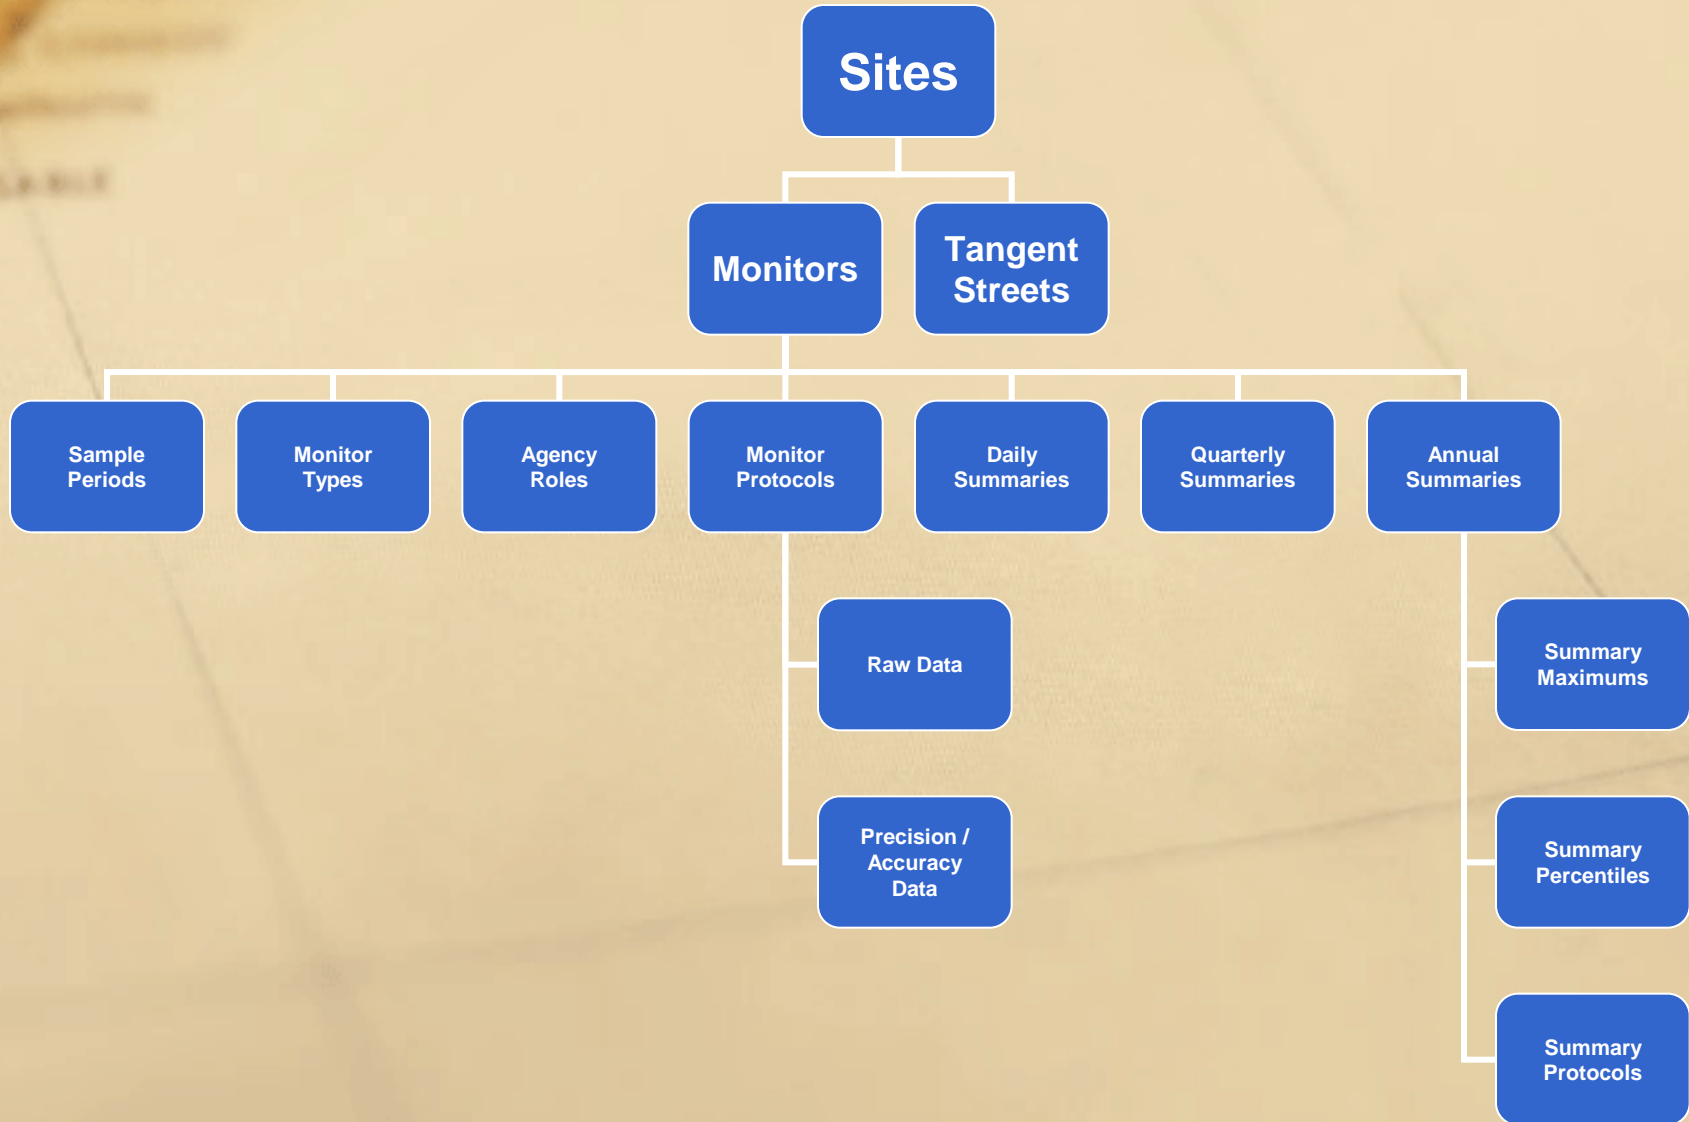 Sites
Monitors
Tangent
Streets
Sample
Periods
Monitor
Types
Agency
Roles
Monitor
Protocols
Daily
Summaries
Quarterly
Summaries
Annual
Summaries
Raw Data
Summary
Maximums
Precision /
Accuracy
Data
Summary
Percentiles
Summary
Protocols